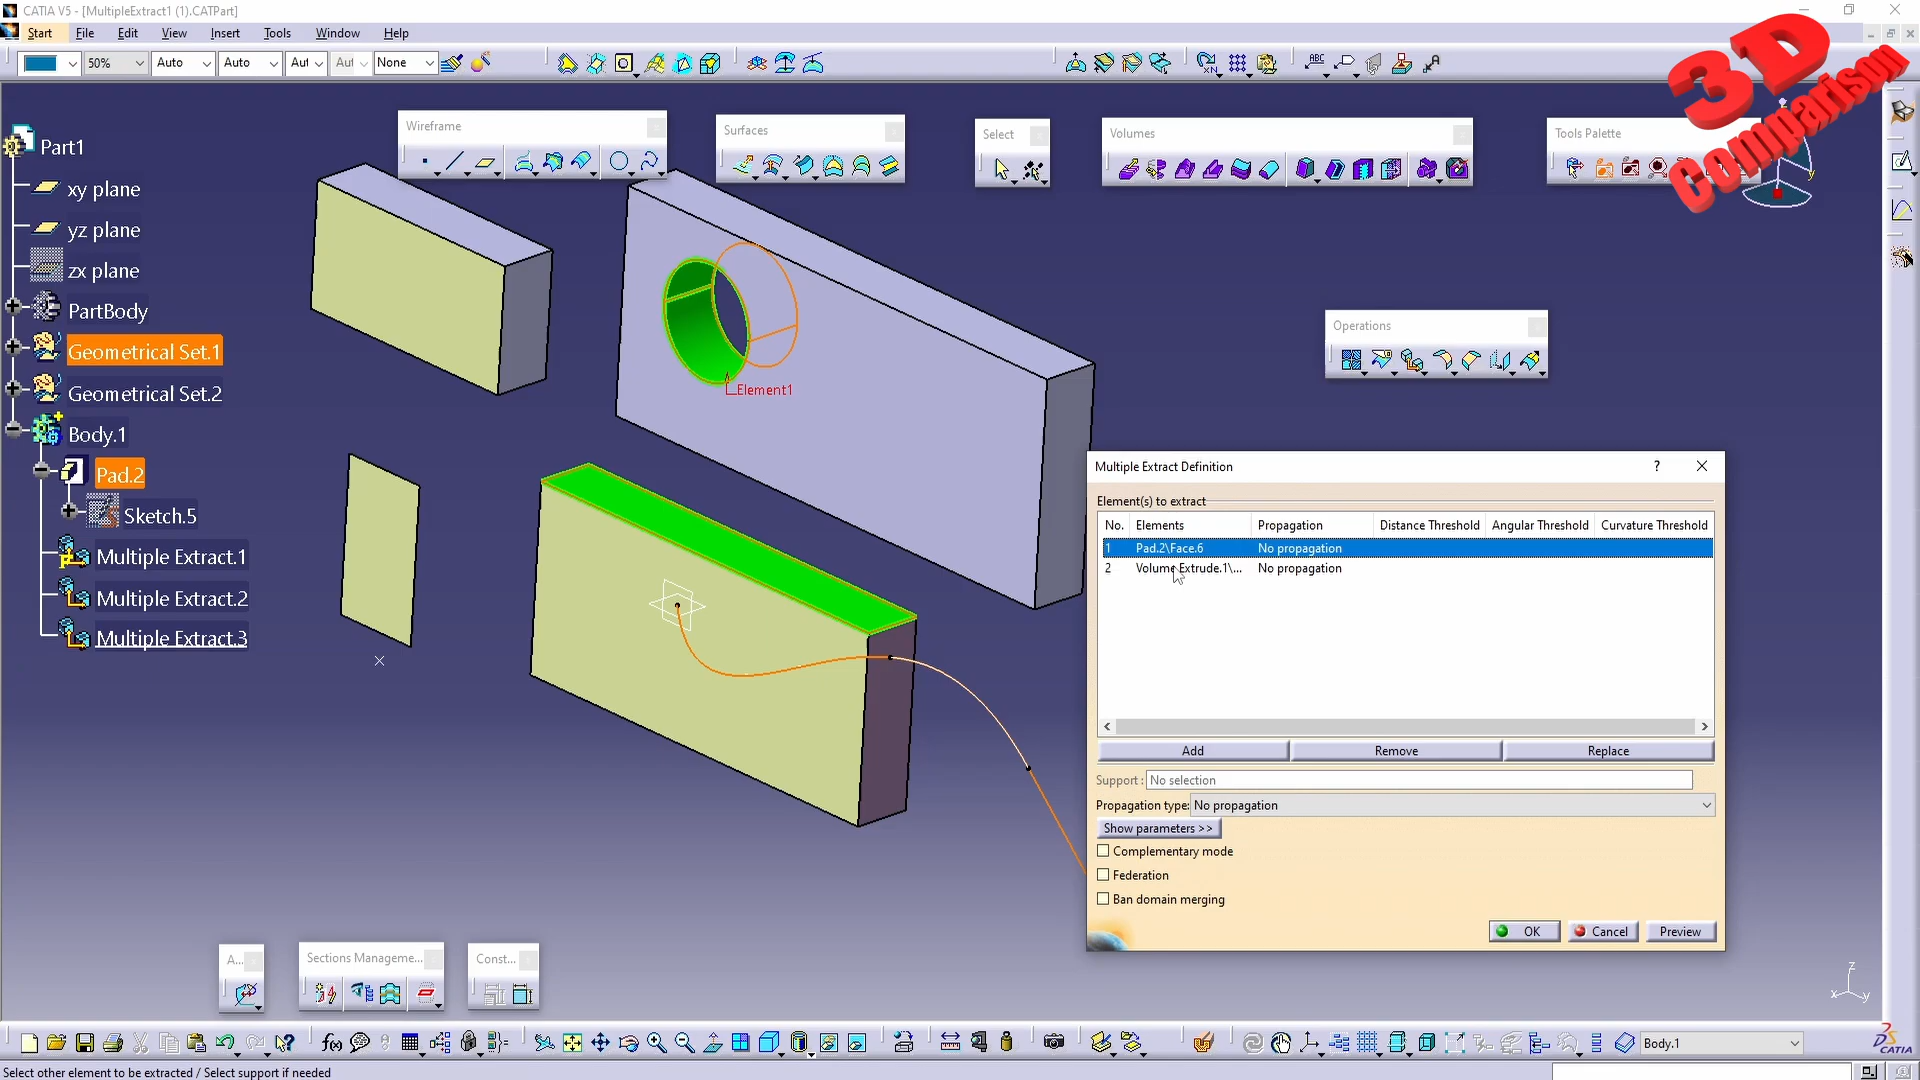 CATIA V5 - [MultipleExtract1 (1).CATPart]
Start File Edit View Insert Tools Window Help
50% Auto Auto Aut Aut None
ABC
3D
Comparison
Wireframe
Surfaces
Select
Volumes
Tools Palette
Part1
xy plane
yz plane
zx plane
PartBody
Geometrical Set.1
Geometrical Set.2
Body.1
Pad.2
Sketch.5
Multiple Extract.1
Multiple Extract.2
Multiple Extract.3
Element1
Operations
Multiple Extract Definition
?
Element(s) to extract
No. Elements Propagation Distance Threshold Angular Threshold Curvature Threshold
1 Pad.2\Face.6 No propagation
2 Volume Extrude.1\... No propagation
Add Remove Replace
Support : No selection
Propagation type: No propagation
Show parameters >>
Complementary mode
Federation
Ban domain merging
OK Cancel Preview
A...
Sections Manageme...
Const...
z
x y
f(x)
Body.1
CATIA
Select other element to be extracted / Select support if needed